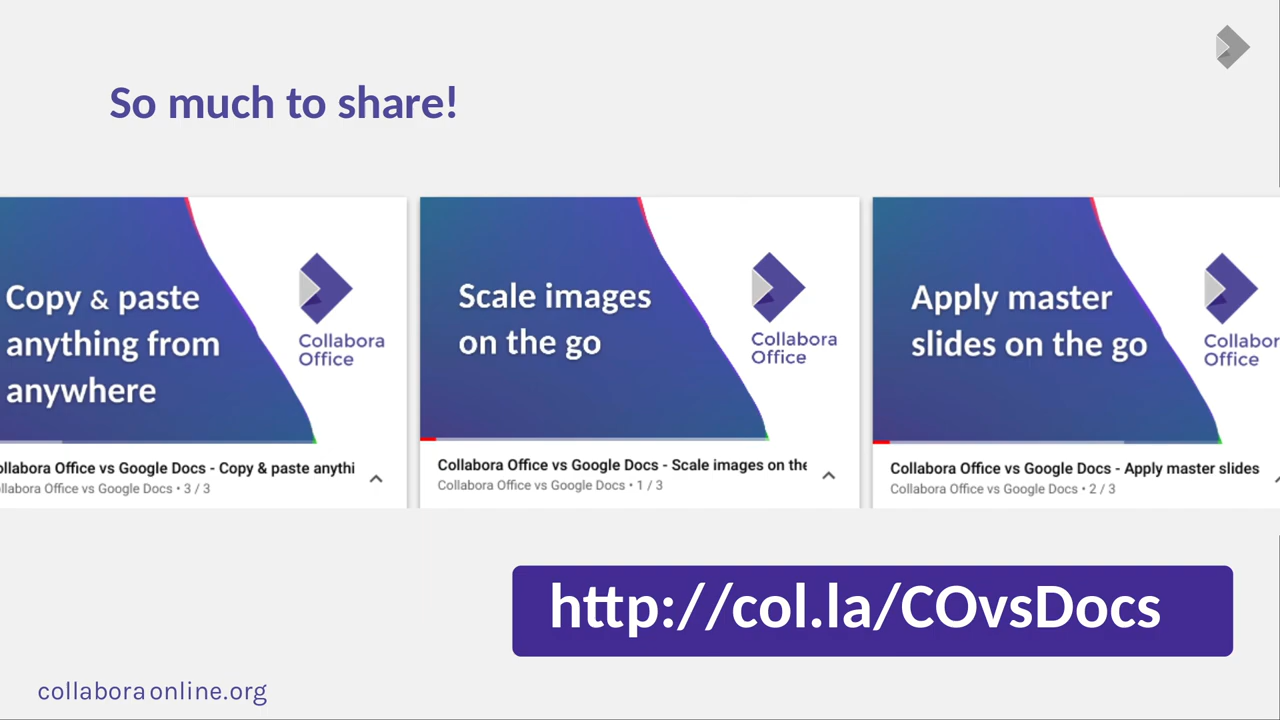 So much to share!
Copy & paste
anything from
anywhere
Collabora
Office
ollabora Office vs Google Docs - Copy & paste anythi
llabora Office vs Google Docs • 3 / 3
Scale images
on the go
Collabora
Office
Collabora Office vs Google Docs - Scale images on the
Collabora Office vs Google Docs • 1 / 3
Apply master
slides on the go
Collabor
Office
Collabora Office vs Google Docs - Apply master slides
Collabora Office vs Google Docs • 2 / 3
http://col.la/COvsDocs
collaboraonline.org